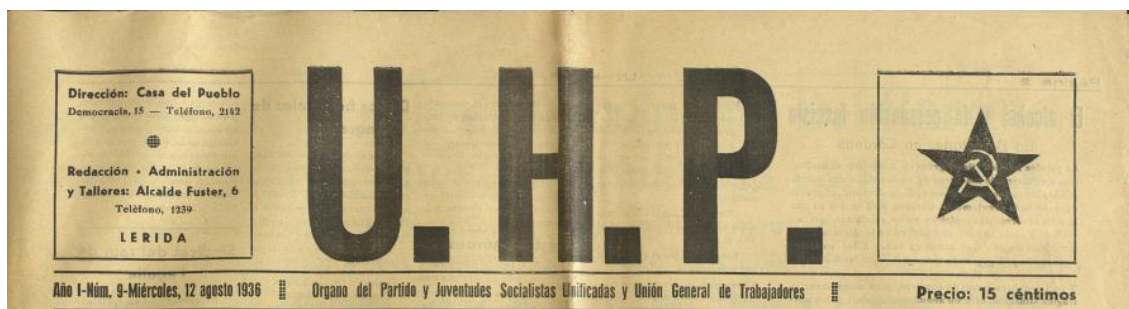 Dirección: Casa del Pueblo
Democracia, 15 — Teléfono, 2142
Redacción - Administración
y Talleres: Alcalde Fuster, 6
Teléfono, 1239
LERIDA
U.H.P.
Año I-Núm. 9-Miércoles, 12 agosto 1936
Organo del Partido y Juventudes Socialistas Unificadas y Unión General de Trabajadores
Precio: 15 céntimos